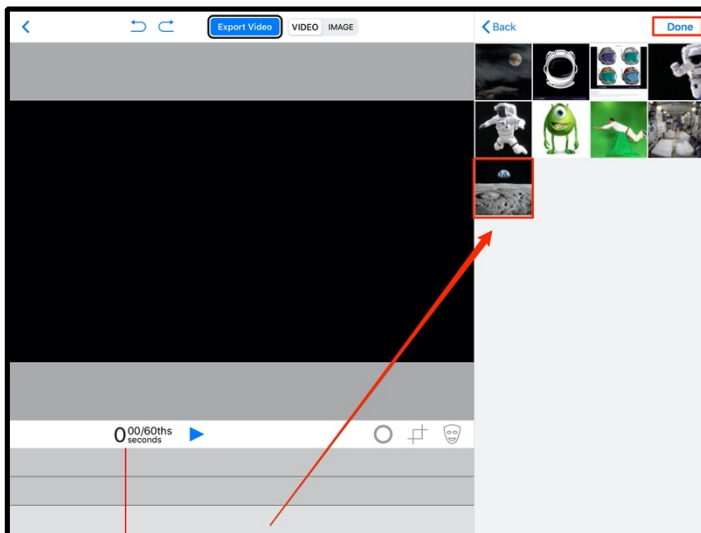 Export Video
VIDEO
IMAGE
Back
Done
0 00/60ths
seconds